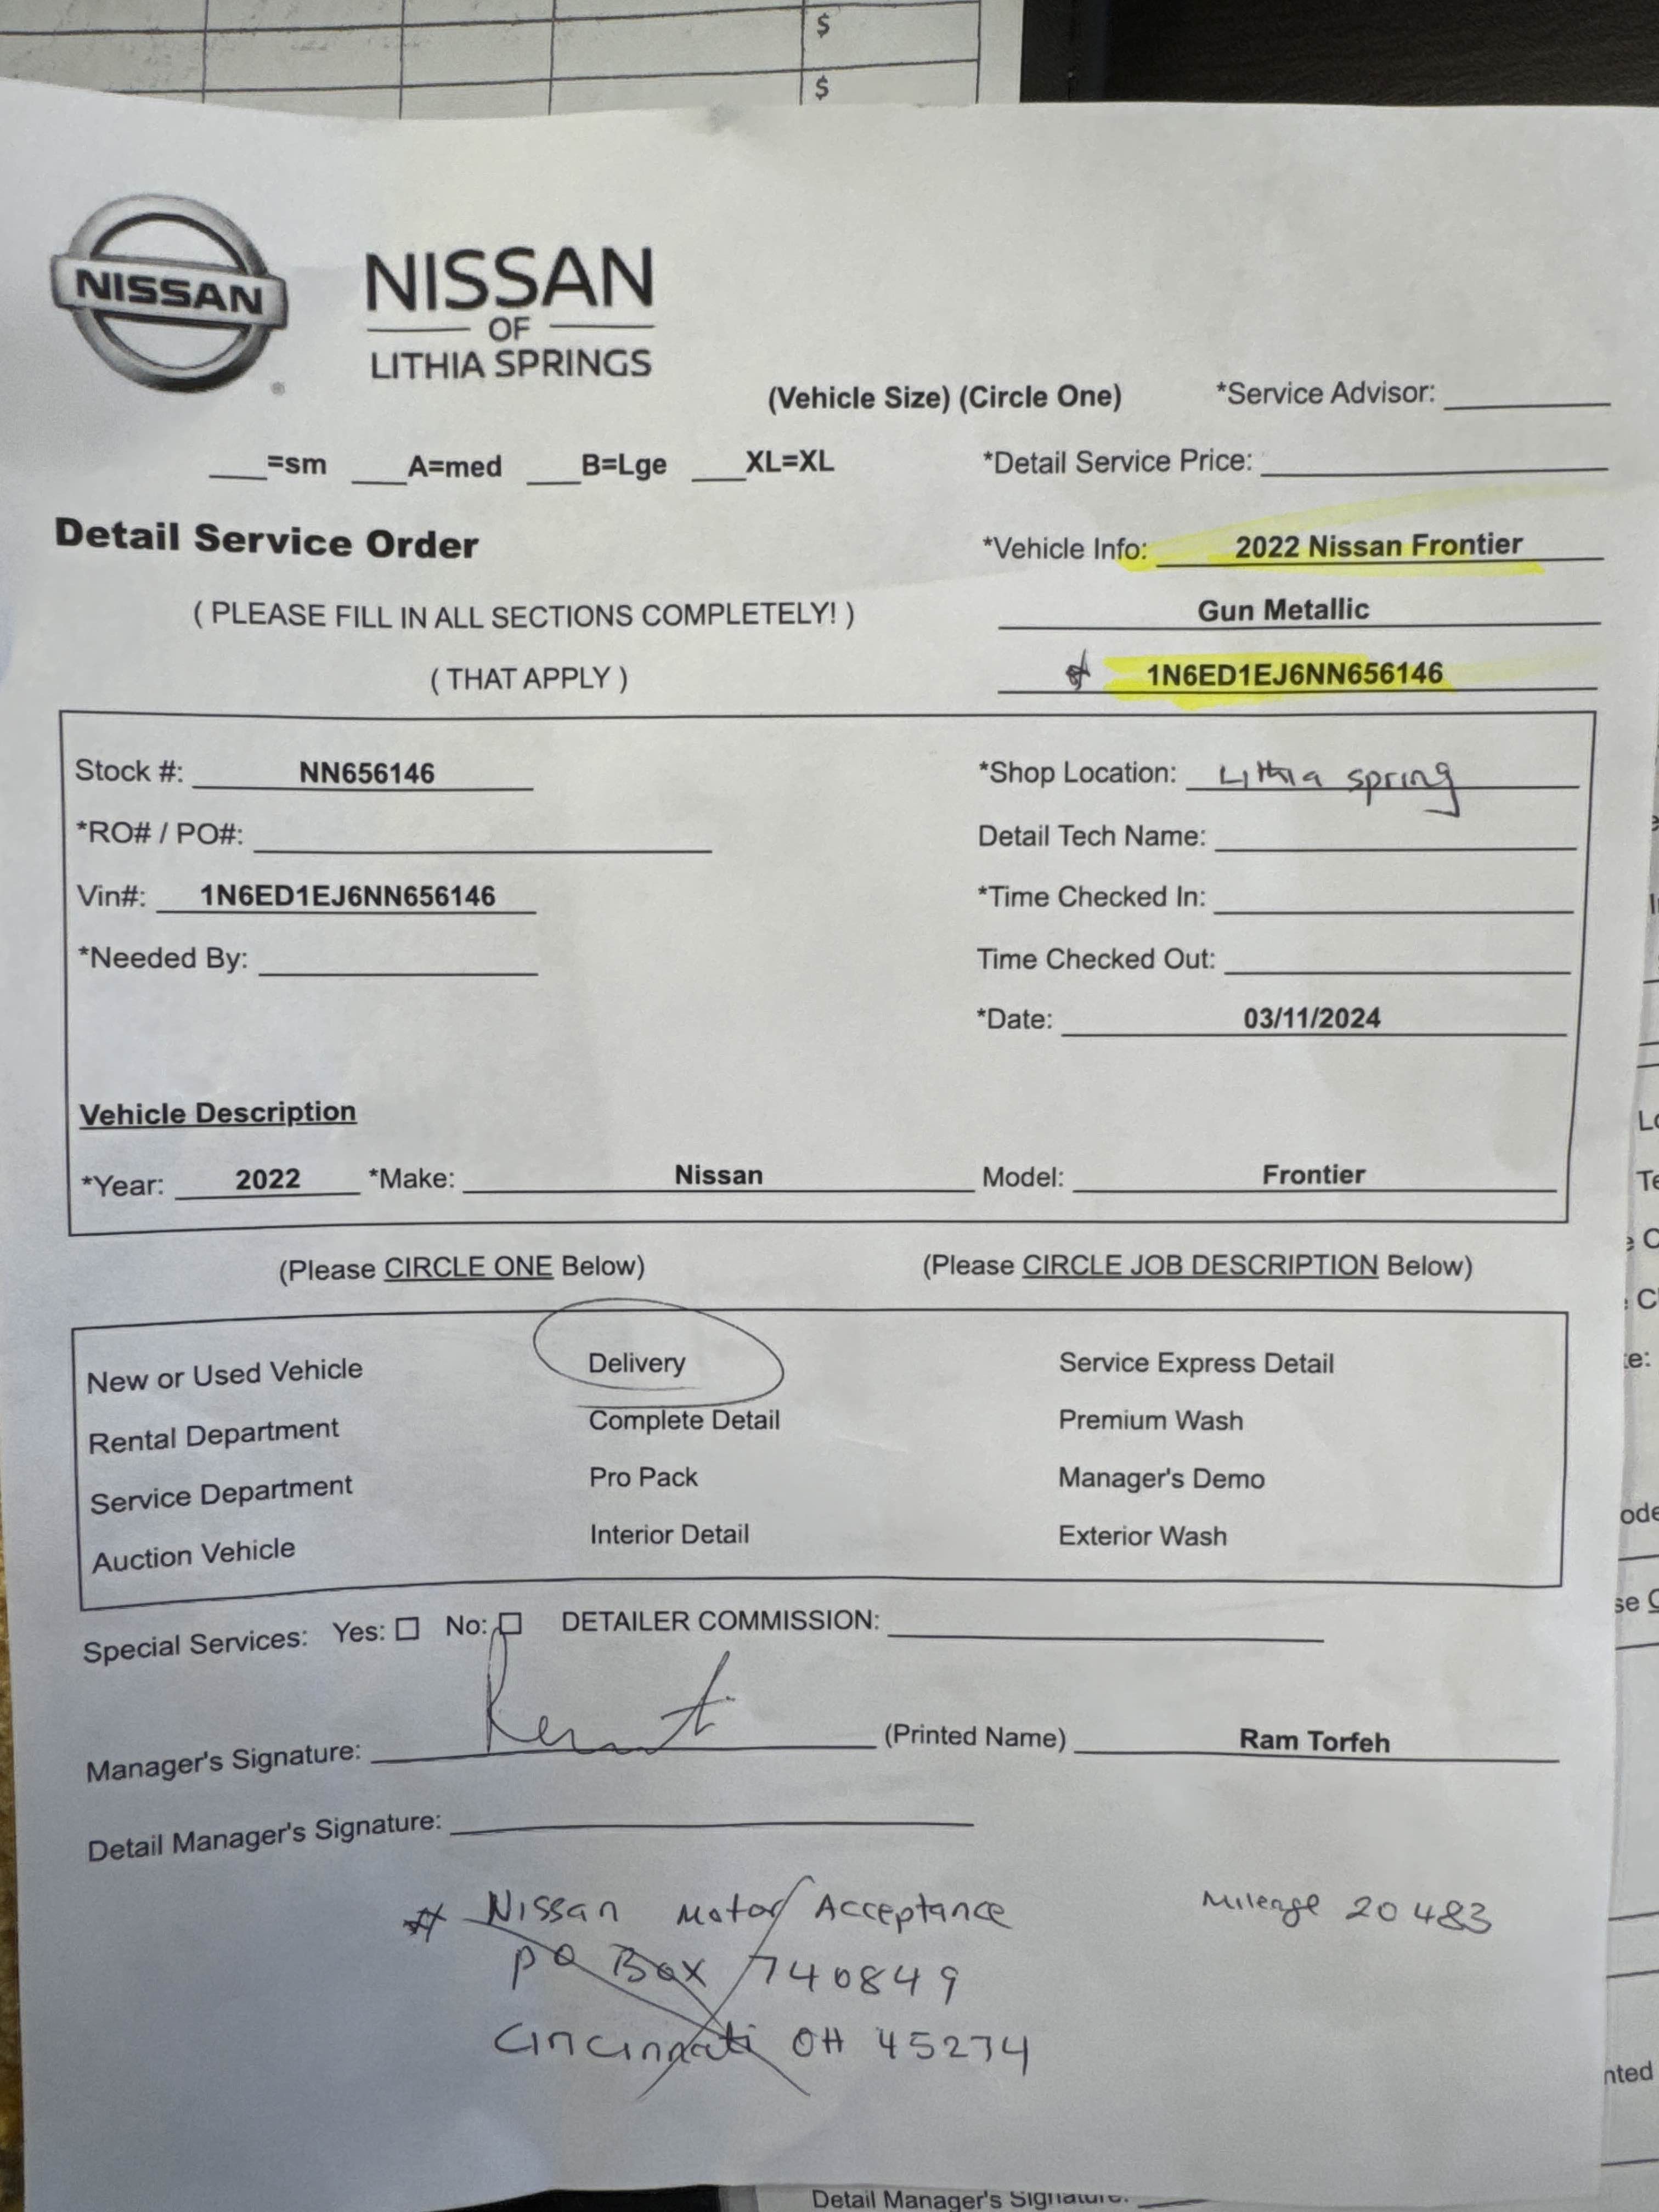 $
$
NISSAN
NISSAN
OF
LITHIA SPRINGS
(Vehicle Size) (Circle One) *Service Advisor:
=sm A=med B=Lge XL=XL *Detail Service Price:
Detail Service Order *Vehicle Info: 2022 Nissan Frontier
( PLEASE FILL IN ALL SECTIONS COMPLETELY! ) Gun Metallic
( THAT APPLY ) 1N6ED1EJ6NN656146
Stock #: NN656146 *Shop Location: Lithia spring
*RO# / PO#: Detail Tech Name:
Vin#: 1N6ED1EJ6NN656146 *Time Checked In:
*Needed By: Time Checked Out:
*Date: 03/11/2024
Vehicle Description
*Year: 2022 *Make: Nissan Model: Frontier
(Please CIRCLE ONE Below) (Please CIRCLE JOB DESCRIPTION Below)
New or Used Vehicle Delivery Service Express Detail
Rental Department Complete Detail Premium Wash
Service Department Pro Pack Manager's Demo
Auction Vehicle Interior Detail Exterior Wash
Special Services: Yes: No: DETAILER COMMISSION:
Manager's Signature: (Printed Name) Ram Torfeh
Detail Manager's Signature:
Nissan Motor Acceptance Mileage 20483
PO Box 740849
Cincinnati OH 45274
Detail Manager's Signature: